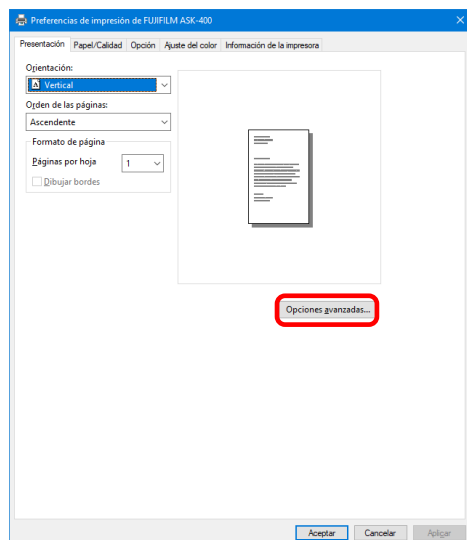 Preferencias de impresión de FUJIFILM ASK-400
Presentación Papel/Calidad Opción Ajuste del color Información de la impresora
Orientación:
Vertical
Orden de las páginas:
Ascendente
Formato de página
Páginas por hoja 1
Dibujar bordes
Opciones avanzadas...
Aceptar Cancelar Aplicar